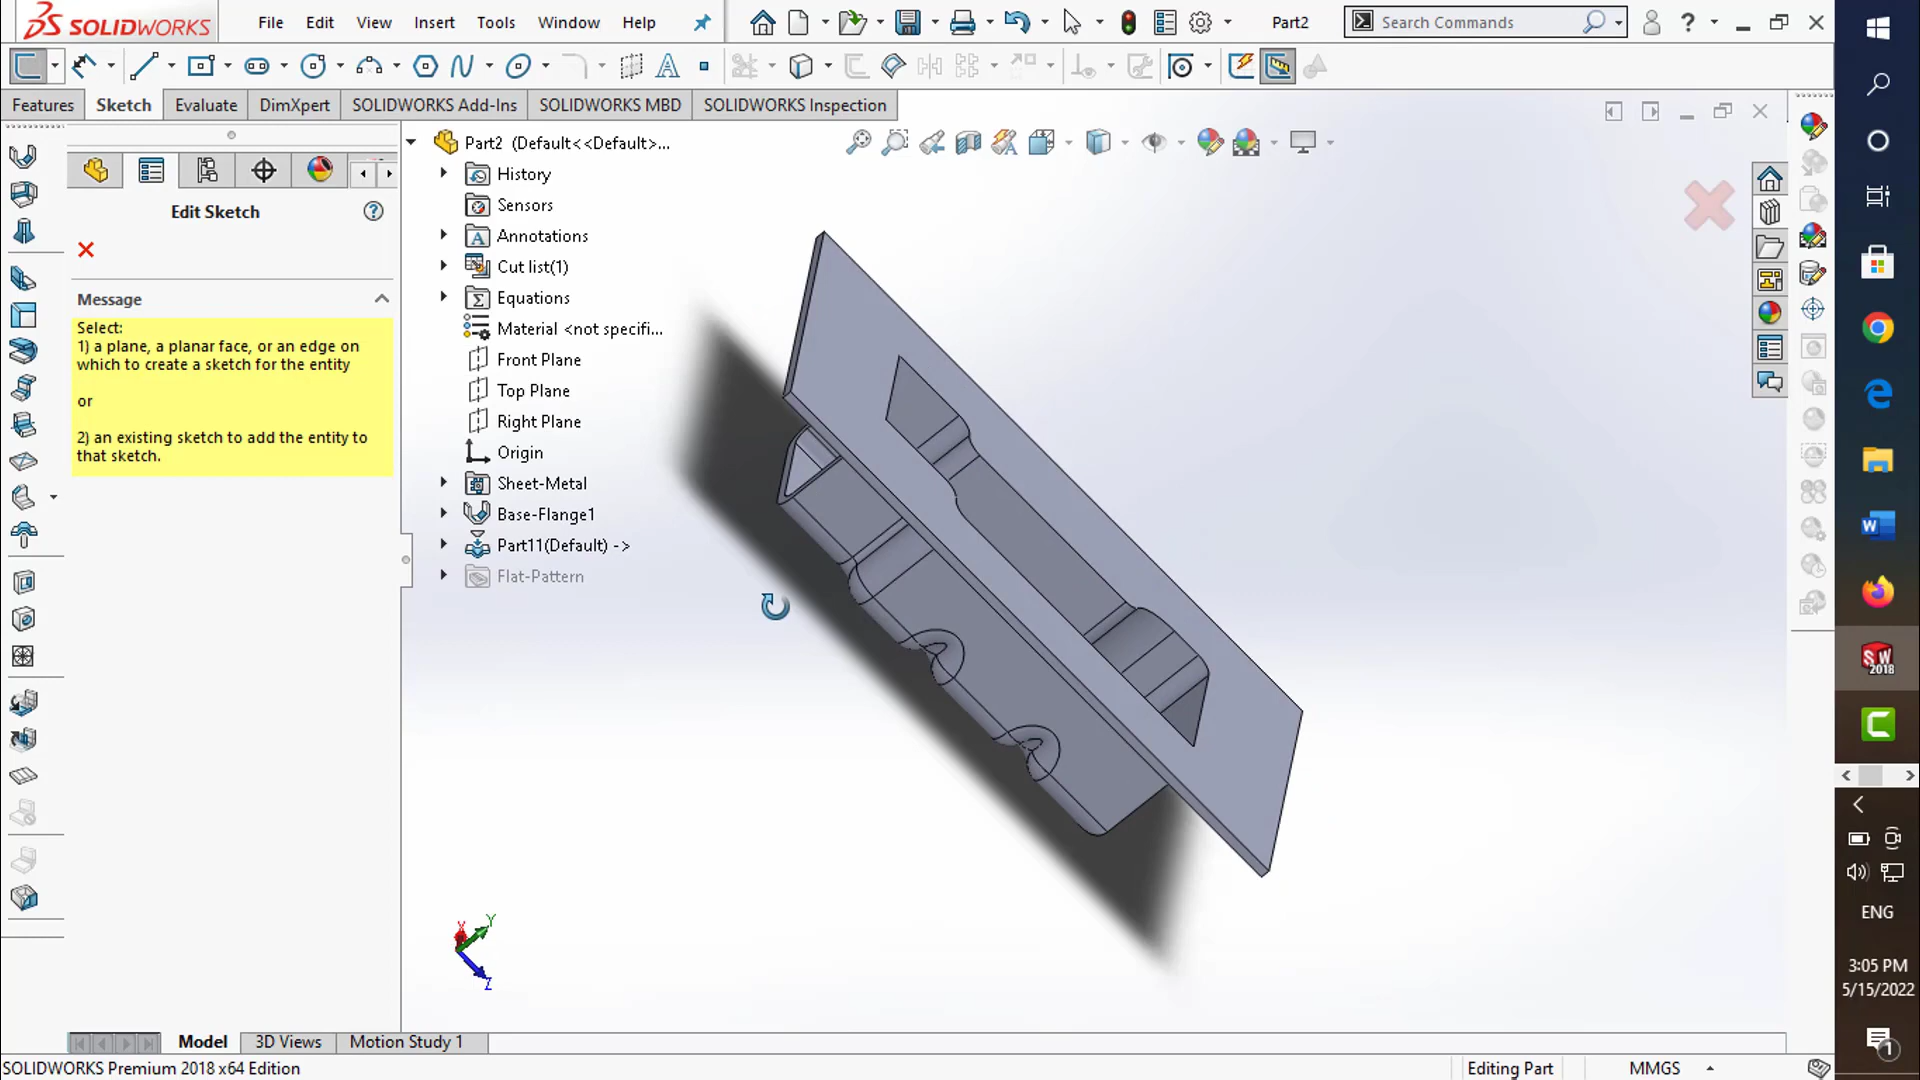 SOLIDWORKS
File Edit View Insert Tools Window Help
Part2
Search Commands
Features Sketch Evaluate DimXpert SOLIDWORKS Add-Ins SOLIDWORKS MBD SOLIDWORKS Inspection
Edit Sketch
Message
Select:
1) a plane, a planar face, or an edge on
which to create a sketch for the entity
or
2) an existing sketch to add the entity to
that sketch.
Part2 (Default<<Default>...
History
Sensors
Annotations
Cut list(1)
Equations
Material <not specifi...
Front Plane
Top Plane
Right Plane
Origin
Sheet-Metal
Base-Flange1
Part11(Default) ->
Flat-Pattern
X
Y
Z
Model 3D Views Motion Study 1
SOLIDWORKS Premium 2018 x64 Edition
Editing Part
MMGS
SW
2018
ENG
3:05 PM
5/15/2022
1